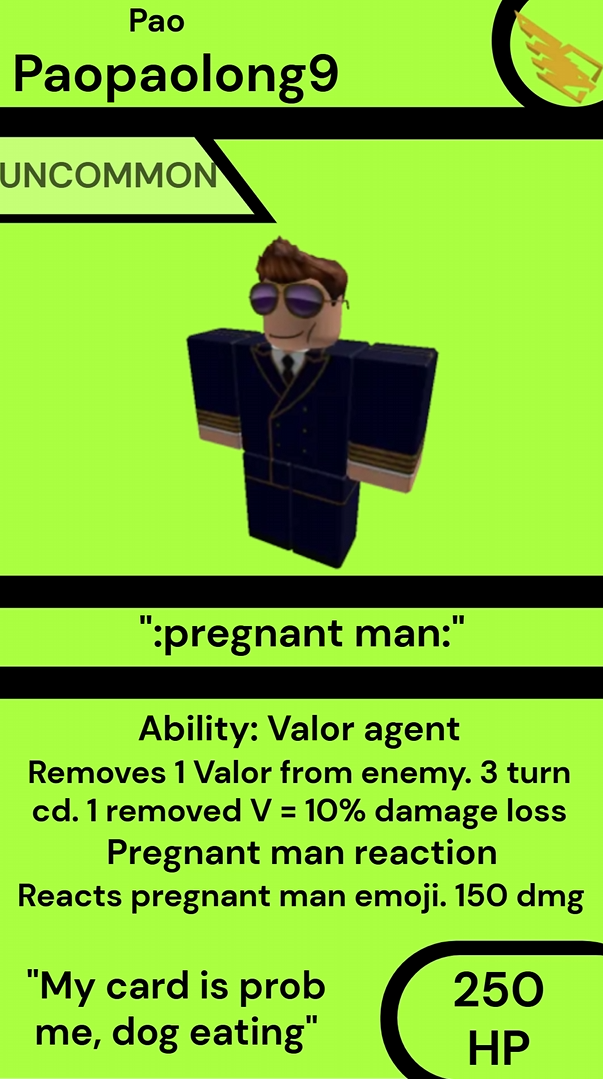 Pao
Paopaolong9
UNCOMMON
":pregnant man:"
Ability: Valor agent
Removes 1 Valor from enemy. 3 turn
cd. 1 removed V = 10% damage loss
Pregnant man reaction
Reacts pregnant man emoji. 150 dmg
"My card is prob
me, dog eating"
250
HP